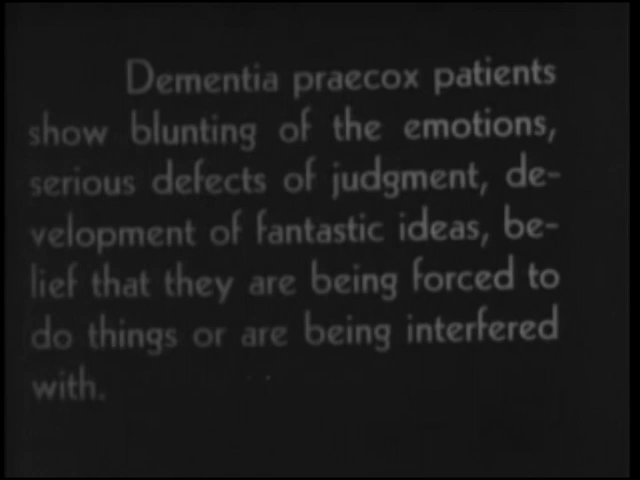 Dementia praecox patients
show blunting of the emotions,
serious defects of judgment, de-
velopment of fantastic ideas, be-
lief that they are being forced to
do things or are being interfered
with.